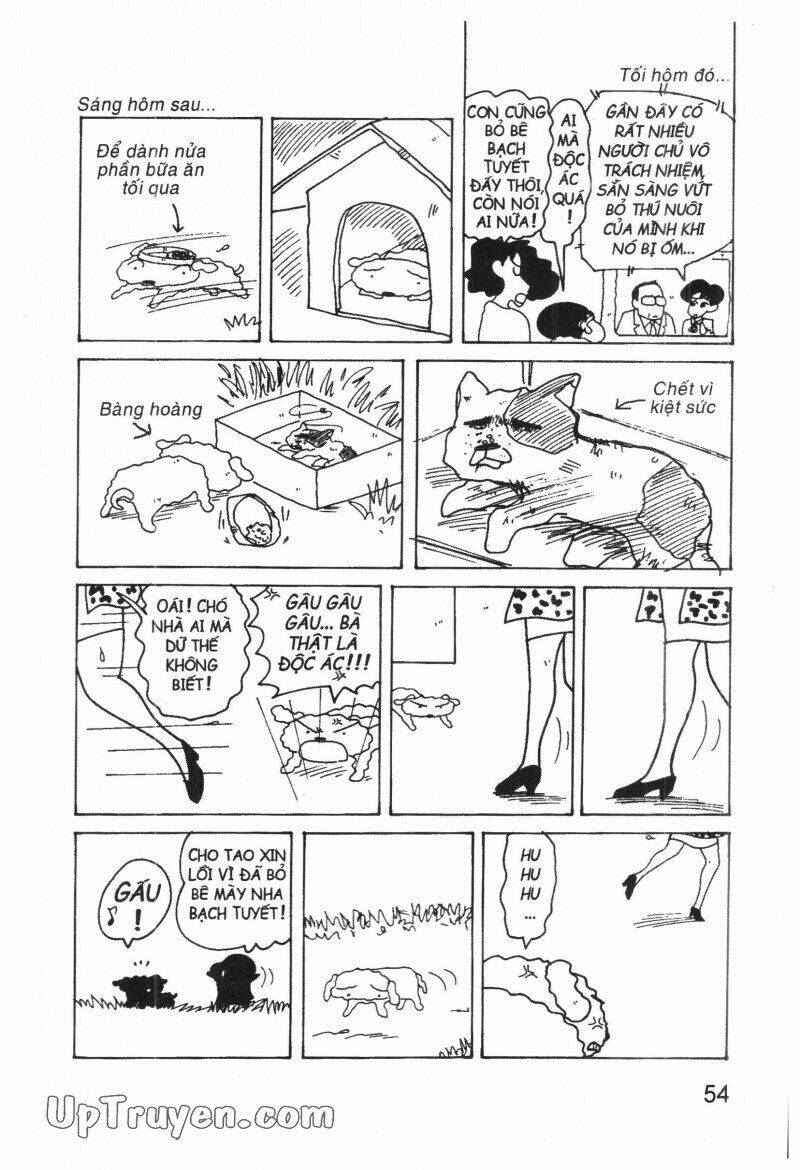 Tối hôm đó...
GẦN ĐÂY CÓ
RẤT NHIỀU
NGƯỜI CHỦ VÔ
TRÁCH NHIỆM,
SẴN SÀNG VỨT
BỎ THÚ NUÔI
CỦA MÌNH KHI
NÓ BỊ ỐM...
AI
MÀ
ĐỘC
ÁC
QUÁ
!
CON CŨNG
BỎ BÊ
BẠCH
TUYẾT
ĐẤY THÔI,
CÒN NÓI
AI NỮA!
Sáng hôm sau...
Để dành nửa
phần bữa ăn
tối qua
Chết vì
kiệt sức
Bàng hoàng
GÂU GÂU
GÂU... BÀ
THẬT LÀ
ĐỘC ÁC!!!
OÁI! CHÓ
NHÀ AI MÀ
DỮ THẾ
KHÔNG
BIẾT!
HU
HU
HU
...
CHO TAO XIN
LỖI VÌ ĐÃ BỎ
BÊ MÀY NHA
BẠCH TUYẾT!
GẤU
♪ !
54
UpTruyen.com